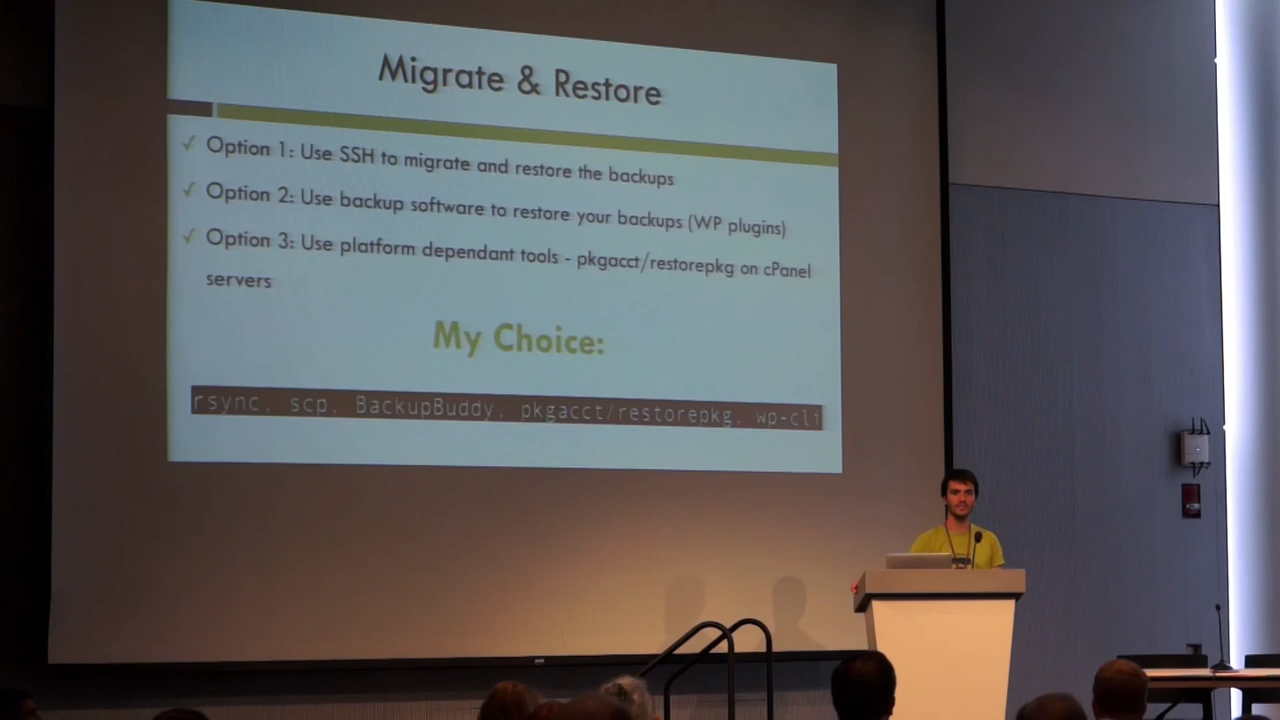 Migrate & Restore
✓ Option 1: Use SSH to migrate and restore the backups
✓ Option 2: Use backup software to restore your backups (WP plugins)
✓ Option 3: Use platform dependant tools - pkgacct/restorepkg on cPanel
servers
My Choice:
rsync, scp, BackupBuddy, pkgacct/restorepkg, wp-cli